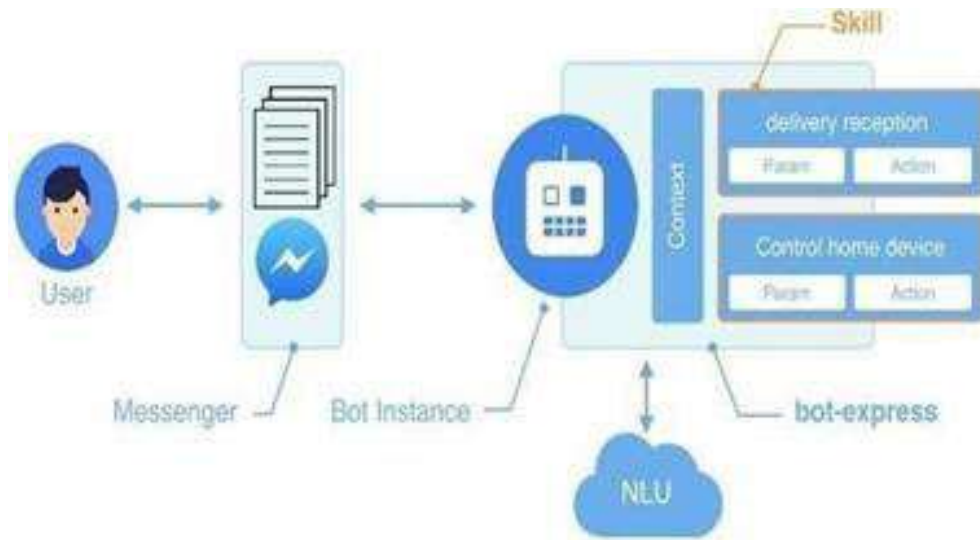 Skill
delivery reception
Param
Action
Context
Control home device
Param
Action
User
Messenger
Bot Instance
bot-express
NLU